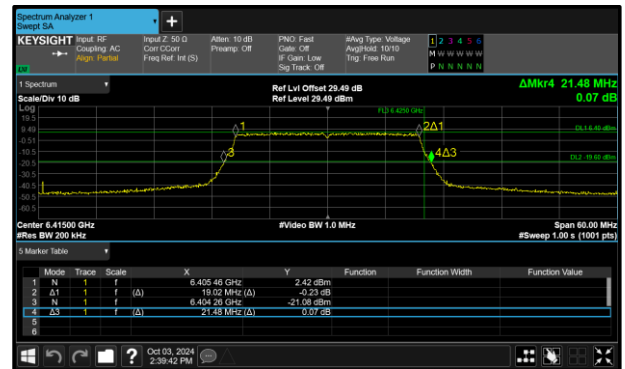 Spectrum Analyzer 1
Swept SA
+
KEYSIGHT Input: RF Input Z: 50 Ω Atten: 10 dB PNO: Fast #Avg Type: Voltage 1 2 3 4 5 6
Coupling: AC Corr CCorr Preamp: Off Gate: Off Avg|Hold: 10/10 M W W W W W
Align: Partial Freq Ref: Int (S) IF Gain: Low Trig: Free Run
Sig Track: Off P N N N N N
1 Spectrum
Scale/Div 10 dB
Ref Lvl Offset 29.49 dB
Ref Level 29.49 dBm
ΔMkr4 21.48 MHz
0.07 dB
Log
19.5
9.49
-0.51
-10.5
-20.5
-30.5
-40.5
-50.5
-60.5
1
2Δ1
3
4Δ3
DL1 6.40 dBm
DL2 -19.60 dBm
Center 6.41500 GHz #Video BW 1.0 MHz Span 60.00 MHz
#Res BW 200 kHz #Sweep 1.00 s (1001 pts)
5 Marker Table
Mode Trace Scale X Y Function Function Width Function Value
1 N 1 f 6.405 46 GHz 2.42 dBm
2 Δ1 1 f (Δ) 19.02 MHz (Δ) -0.23 dB
3 N 1 f 6.404 26 GHz -21.08 dBm
4 Δ3 1 f (Δ) 21.48 MHz (Δ) 0.07 dB
5
6
? Oct 03, 2024
2:39:42 PM